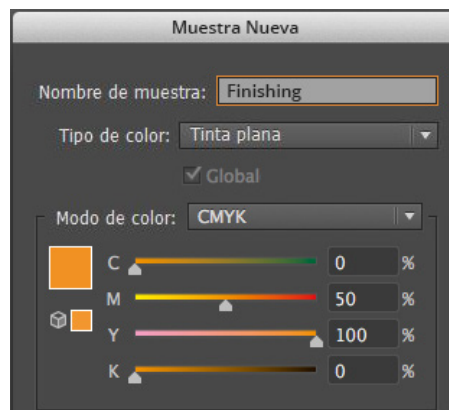 Muestra Nueva
Nombre de muestra: Finishing
Tipo de color: Tinta plana
Global
Modo de color: CMYK
C 0 %
M 50 %
Y 100 %
K 0 %